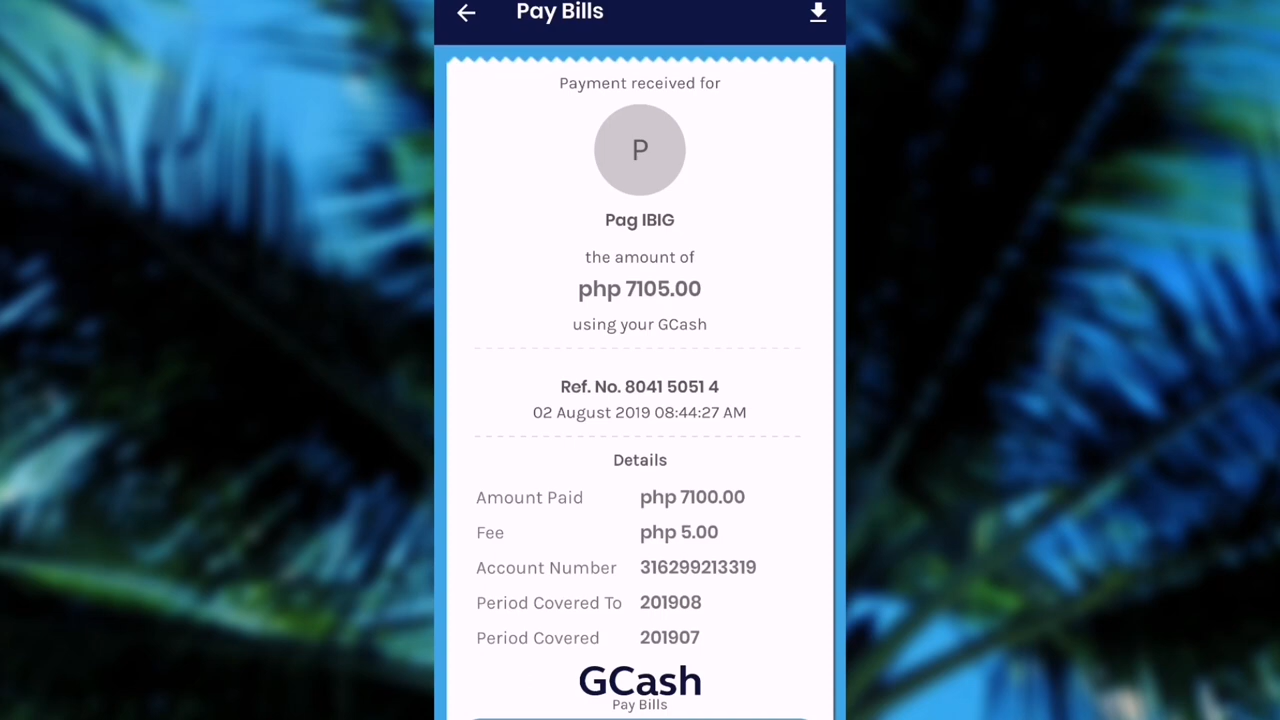 Pay Bills
Payment received for
P
Pag IBIG
the amount of
php 7105.00
using your GCash
Ref. No. 8041 5051 4
02 August 2019 08:44:27 AM
Details
Amount Paid php 7100.00
Fee php 5.00
Account Number 316299213319
Period Covered To 201908
Period Covered 201907
GCash
Pay Bills